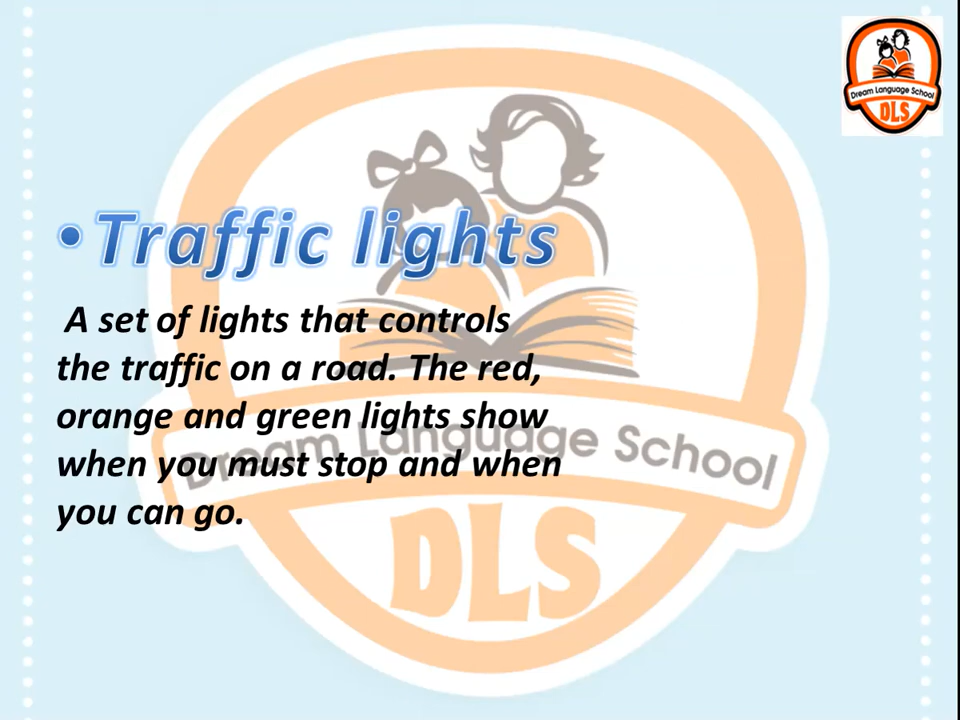 Dream Language School
DLS
• Traffic lights
A set of lights that controls
the traffic on a road. The red,
orange and green lights show
when you must stop and when
you can go.
Dream Language School
DLS